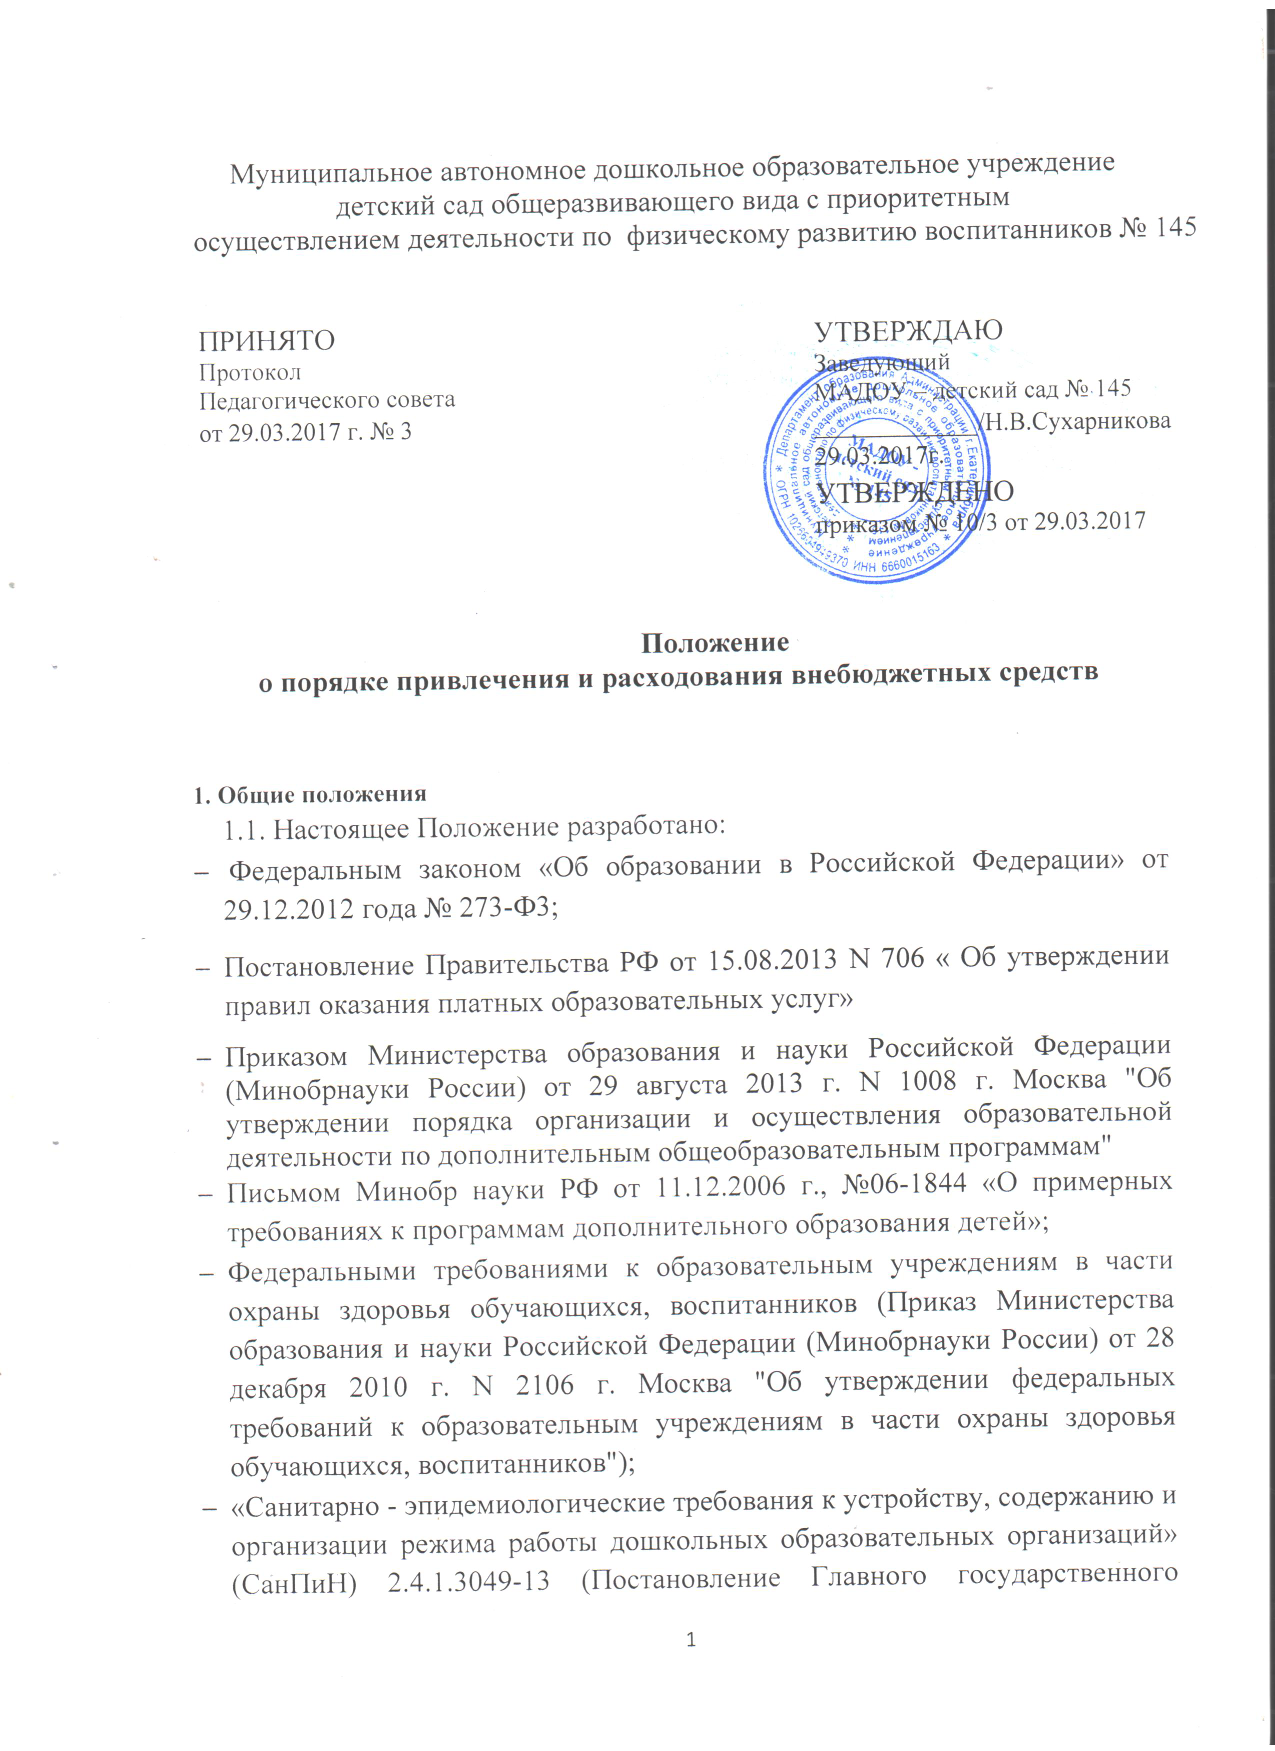 Муниципальное автономное дошкольное образовательное учреждение
детский сад общеразвивающего вида с приоритетным
осуществлением деятельности по физическому развитию воспитанников № 145
ПРИНЯТО
Протокол
Педагогического совета
от 29.03.2017 г. № 3
УТВЕРЖДАЮ
Заведующий
МАДОУ – детский сад № 145
____________/Н.В.Сухарникова
29.03.2017г.
УТВЕРЖДЕНО
приказом № 10/3 от 29.03.2017
МАДОУ -
детский сад
№ 145
ИНН 6660015163
Положение
о порядке привлечения и расходования внебюджетных средств
1. Общие положения
1.1. Настоящее Положение разработано:
– Федеральным законом «Об образовании в Российской Федерации» от
29.12.2012 года № 273-ФЗ;
– Постановление Правительства РФ от 15.08.2013 N 706 « Об утверждении
правил оказания платных образовательных услуг»
– Приказом Министерства образования и науки Российской Федерации
(Минобрнауки России) от 29 августа 2013 г. N 1008 г. Москва "Об
утверждении порядка организации и осуществления образовательной
деятельности по дополнительным общеобразовательным программам"
– Письмом Минобр науки РФ от 11.12.2006 г., №06-1844 «О примерных
требованиях к программам дополнительного образования детей»;
– Федеральными требованиями к образовательным учреждениям в части
охраны здоровья обучающихся, воспитанников (Приказ Министерства
образования и науки Российской Федерации (Минобрнауки России) от 28
декабря 2010 г. N 2106 г. Москва "Об утверждении федеральных
требований к образовательным учреждениям в части охраны здоровья
обучающихся, воспитанников");
– «Санитарно - эпидемиологические требования к устройству, содержанию и
организации режима работы дошкольных образовательных организаций»
(СанПиН) 2.4.1.3049-13 (Постановление Главного государственного
1